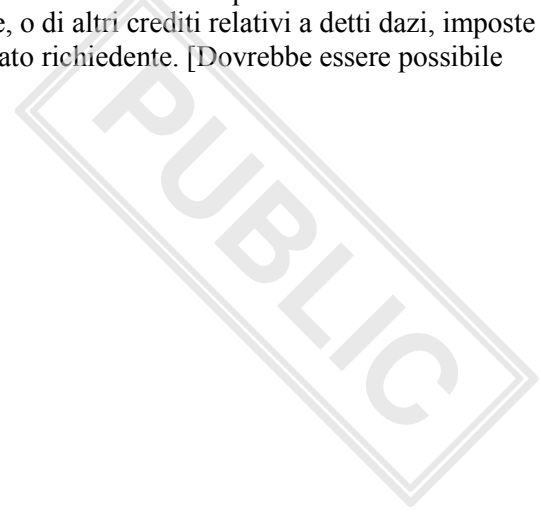 e, o di altri crediti relativi a detti dazi, imposte
ato richiedente. [Dovrebbe essere possibile
PUBLIC